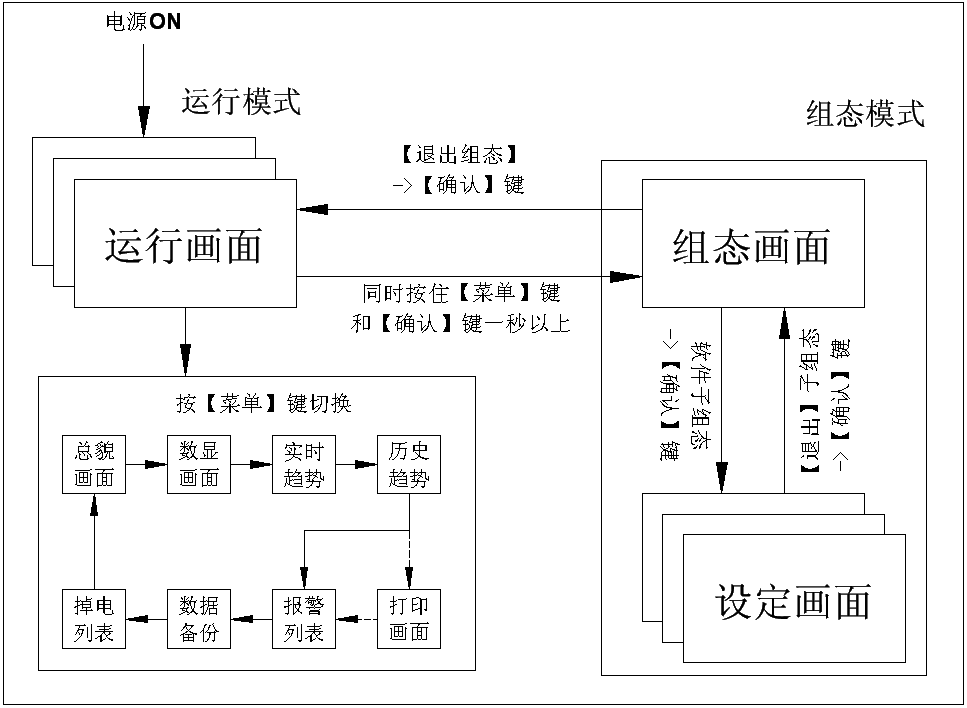 电源ON
运行模式
组态模式
【退出组态】
->【确认】键
运行画面
组态画面
同时按住【菜单】键
和【确认】键一秒以上
软件子组态
->【确认】键
【退出】子组态
->【确认】键
按【菜单】键切换
总貌
画面
数显
画面
实时
趋势
历史
趋势
掉电
列表
数据
备份
报警
列表
打印
画面
设定画面